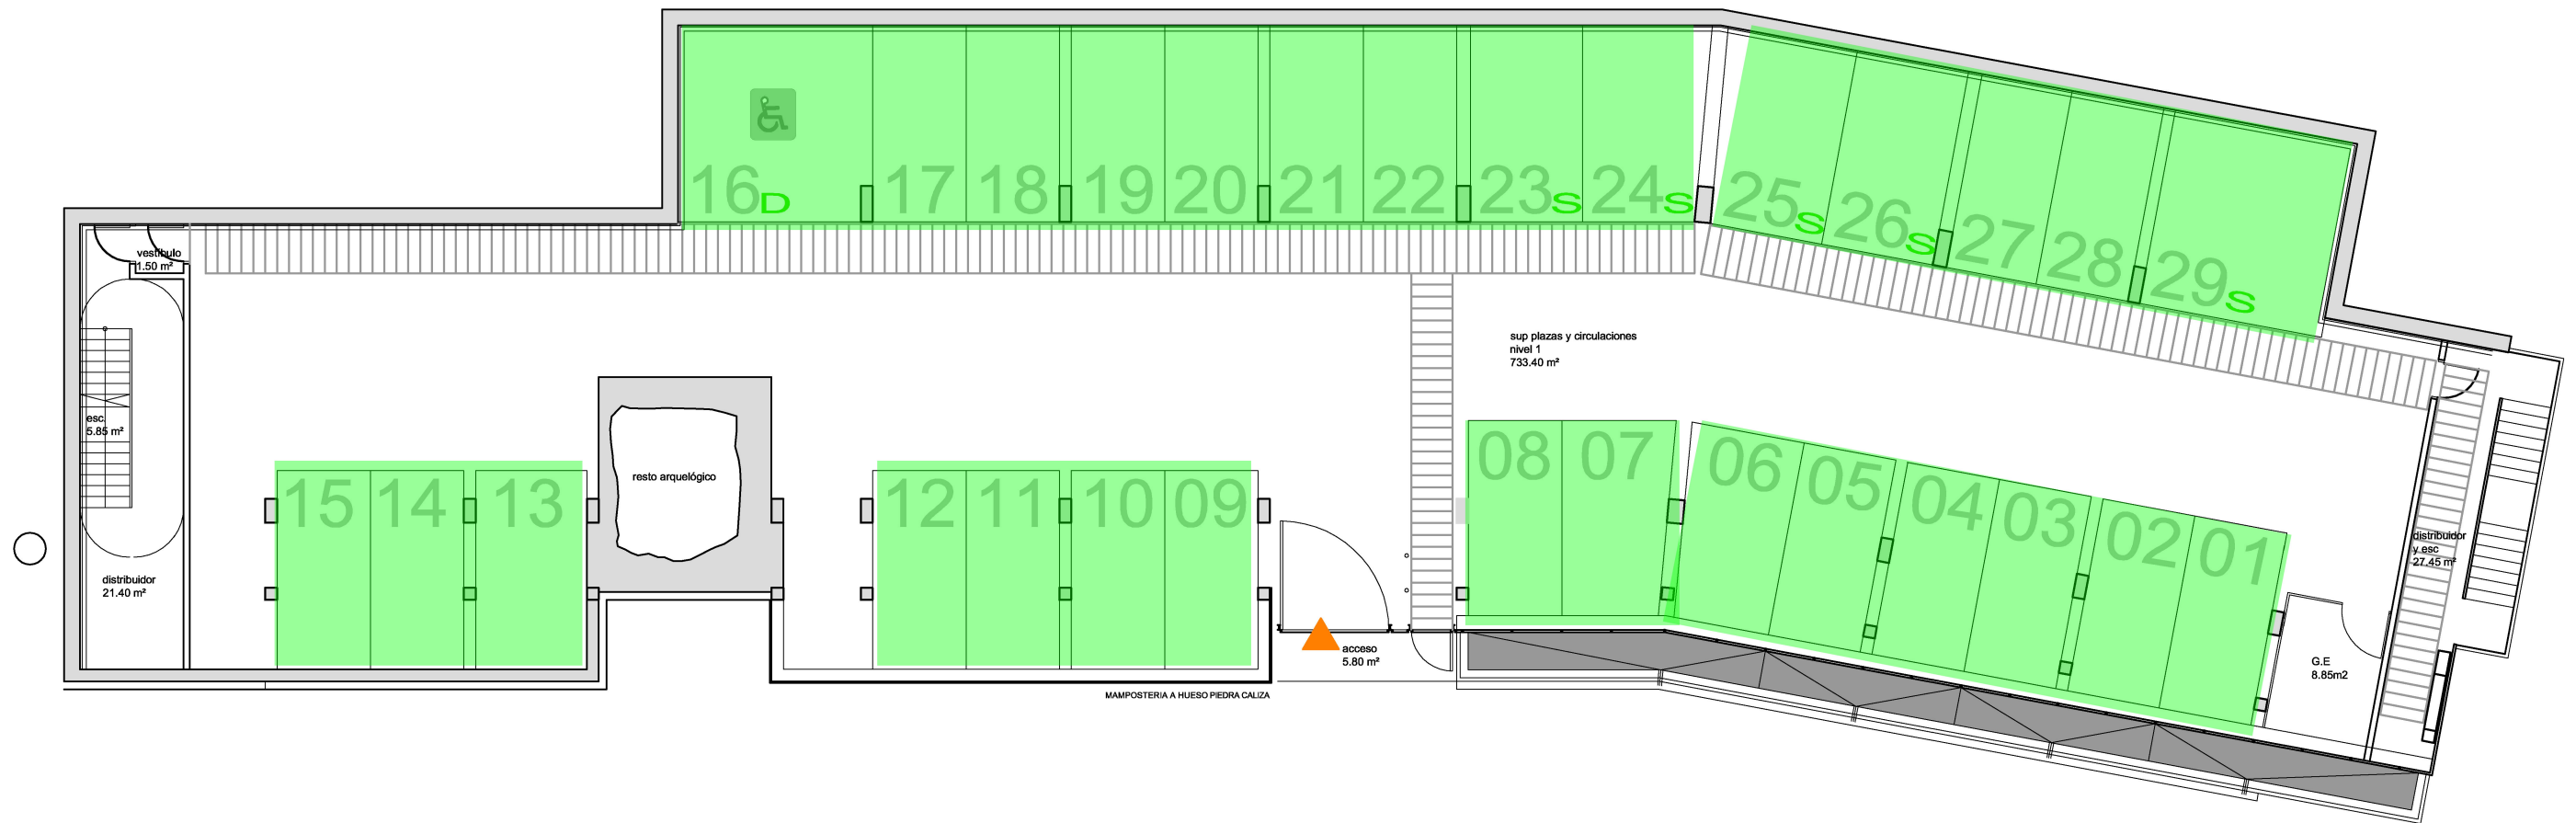 16D 17 18 19 20 21 22 23S 24S 25S 26S 27 28 29S
vestíbulo
1.50 m²
sup plazas y circulaciones
nivel 1
733.40 m²
esc.
5.85 m²
resto arquelógico
08 07 06 05 04 03 02 01
15 14 13 12 11 10 09
distribuidor
21.40 m²
distribuidor
y esc
27.45 m²
acceso
5.80 m²
G.E
8.85m2
MAMPOSTERIA A HUESO PIEDRA CALIZA